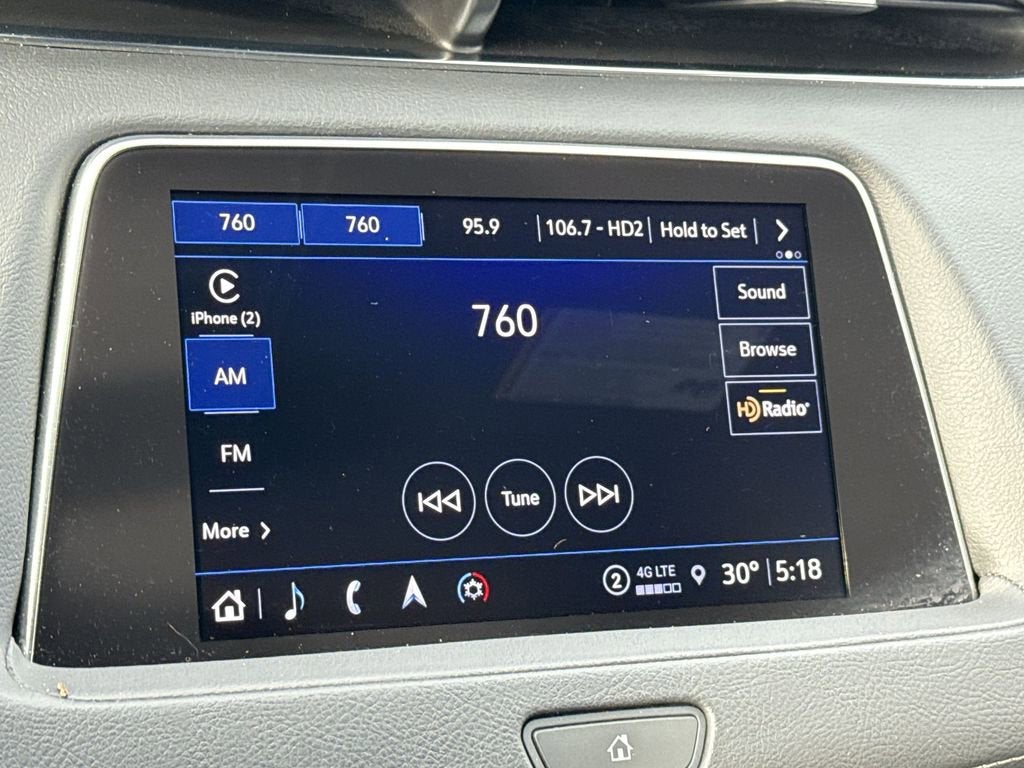 760 760 95.9 106.7 - HD2 Hold to Set
iPhone (2)
760
Sound
AM
Browse
HD Radio
FM
Tune
More
2 4G LTE 30° 5:18